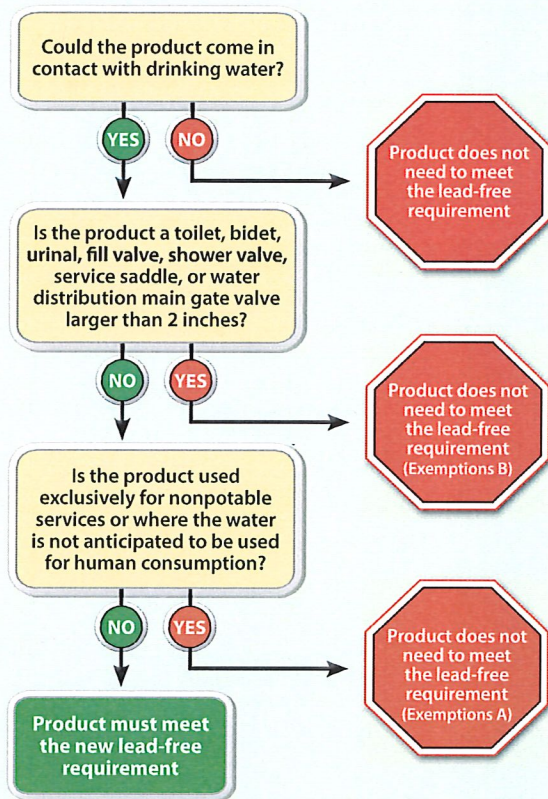 Could the product come in
contact with drinking water?
YES
NO
Product does not
need to meet
the lead-free
requirement
Is the product a toilet, bidet,
urinal, fill valve, shower valve,
service saddle, or water
distribution main gate valve
larger than 2 inches?
NO
YES
Product does not
need to meet
the lead-free
requirement
(Exemptions B)
Is the product used
exclusively for nonpotable
services or where the water
is not anticipated to be used
for human consumption?
NO
YES
Product does not
need to meet
the lead-free
requirement
(Exemptions A)
Product must meet
the new lead-free
requirement